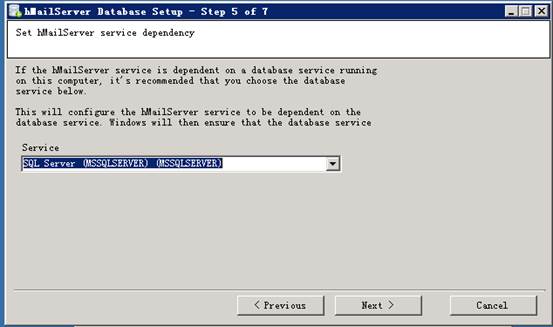 hMailServer Database Setup - Step 5 of 7
Set hMailServer service dependency
If the hMailServer service is dependent on a database service running
on this computer, it's recommended that you choose the database
service below.
This will configure the hMailServer service to be dependent on the
database service. Windows will then ensure that the database service
Service
SQL Server (MSSQLSERVER) (MSSQLSERVER)
< Previous
Next >
Cancel